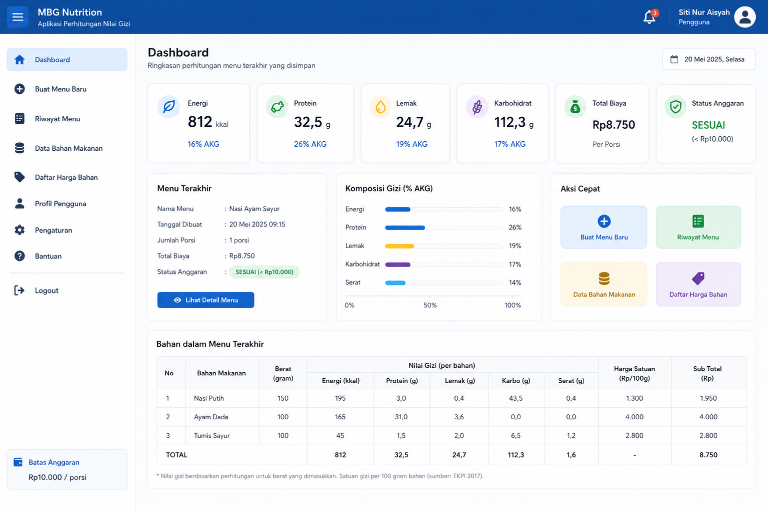 MBG Nutrition
Aplikasi Perhitungan Nilai Gizi
3
Siti Nur Aisyah
Pengguna
Dashboard
Buat Menu Baru
Riwayat Menu
Data Bahan Makanan
Daftar Harga Bahan
Profil Pengguna
Pengaturan
Bantuan
Logout
Batas Anggaran
Rp10.000 / porsi
Dashboard
Ringkasan perhitungan menu terakhir yang disimpan
20 Mei 2025, Selasa
Energi
812 kkal
16% AKG
Protein
32,5 g
26% AKG
Lemak
24,7 g
19% AKG
Karbohidrat
112,3 g
17% AKG
$
Total Biaya
Rp8.750
Per Porsi
Status Anggaran
SESUAI
(< Rp10.000)
Menu Terakhir
Nama Menu : Nasi Ayam Sayur
Tanggal Dibuat : 20 Mei 2025 09:15
Jumlah Porsi : 1 porsi
Total Biaya : Rp8.750
Status Anggaran : SESUAI (< Rp10.000)
Lihat Detail Menu
Komposisi Gizi (% AKG)
Energi 16%
Protein 26%
Lemak 19%
Karbohidrat 17%
Serat 14%
0% 50% 100%
Aksi Cepat
Buat Menu Baru
Riwayat Menu
Data Bahan Makanan
Daftar Harga Bahan
Bahan dalam Menu Terakhir
No Bahan Makanan Berat (gram) Nilai Gizi (per bahan) Harga Satuan (Rp/100g) Sub Total (Rp)
Energi (kkal) Protein (g) Lemak (g) Karbo (g) Serat (g)
1 Nasi Putih 150 195 3,0 0,4 43,5 0,4 1.300 1.950
2 Ayam Dada 100 165 31,0 3,6 0,0 0,0 4.000 4.000
3 Tumis Sayur 100 45 1,5 2,0 6,5 1,2 2.800 2.800
TOTAL 812 32,5 24,7 112,3 1,6 - 8.750
* Nilai gizi berdasarkan perhitungan untuk berat yang dimasukkan. Satuan gizi per 100 gram bahan (sumber: TKPI 2017).